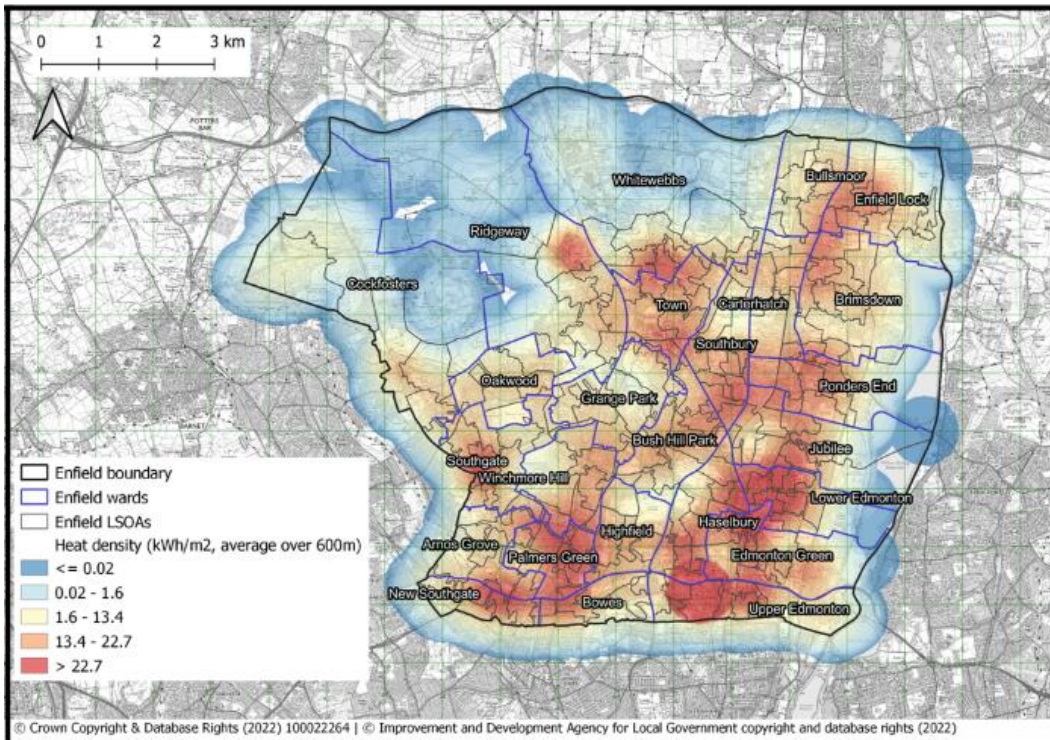 0 1 2 3 km
POTTERS
BAR
Bullsmoor
Whitewebbs
Enfield Lock
Ridgeway
Cockfosters
Town
Carterhatch
Brimsdown
Southbury
Oakwood
Ponders End
Grange Park
Bush Hill Park
BARNET
Jubilee
Southgate
Winchmore Hill
Lower Edmonton
Haselbury
Highfield
Amos Grove
Palmers Green
Edmonton Green
New Southgate
Bowes
Upper Edmonton
Enfield boundary
Enfield wards
Enfield LSOAs
Heat density (kWh/m2, average over 600m)
<= 0.02
0.02 - 1.6
1.6 - 13.4
13.4 - 22.7
> 22.7
© Crown Copyright & Database Rights (2022) 100022264 | © Improvement and Development Agency for Local Government copyright and database rights (2022)